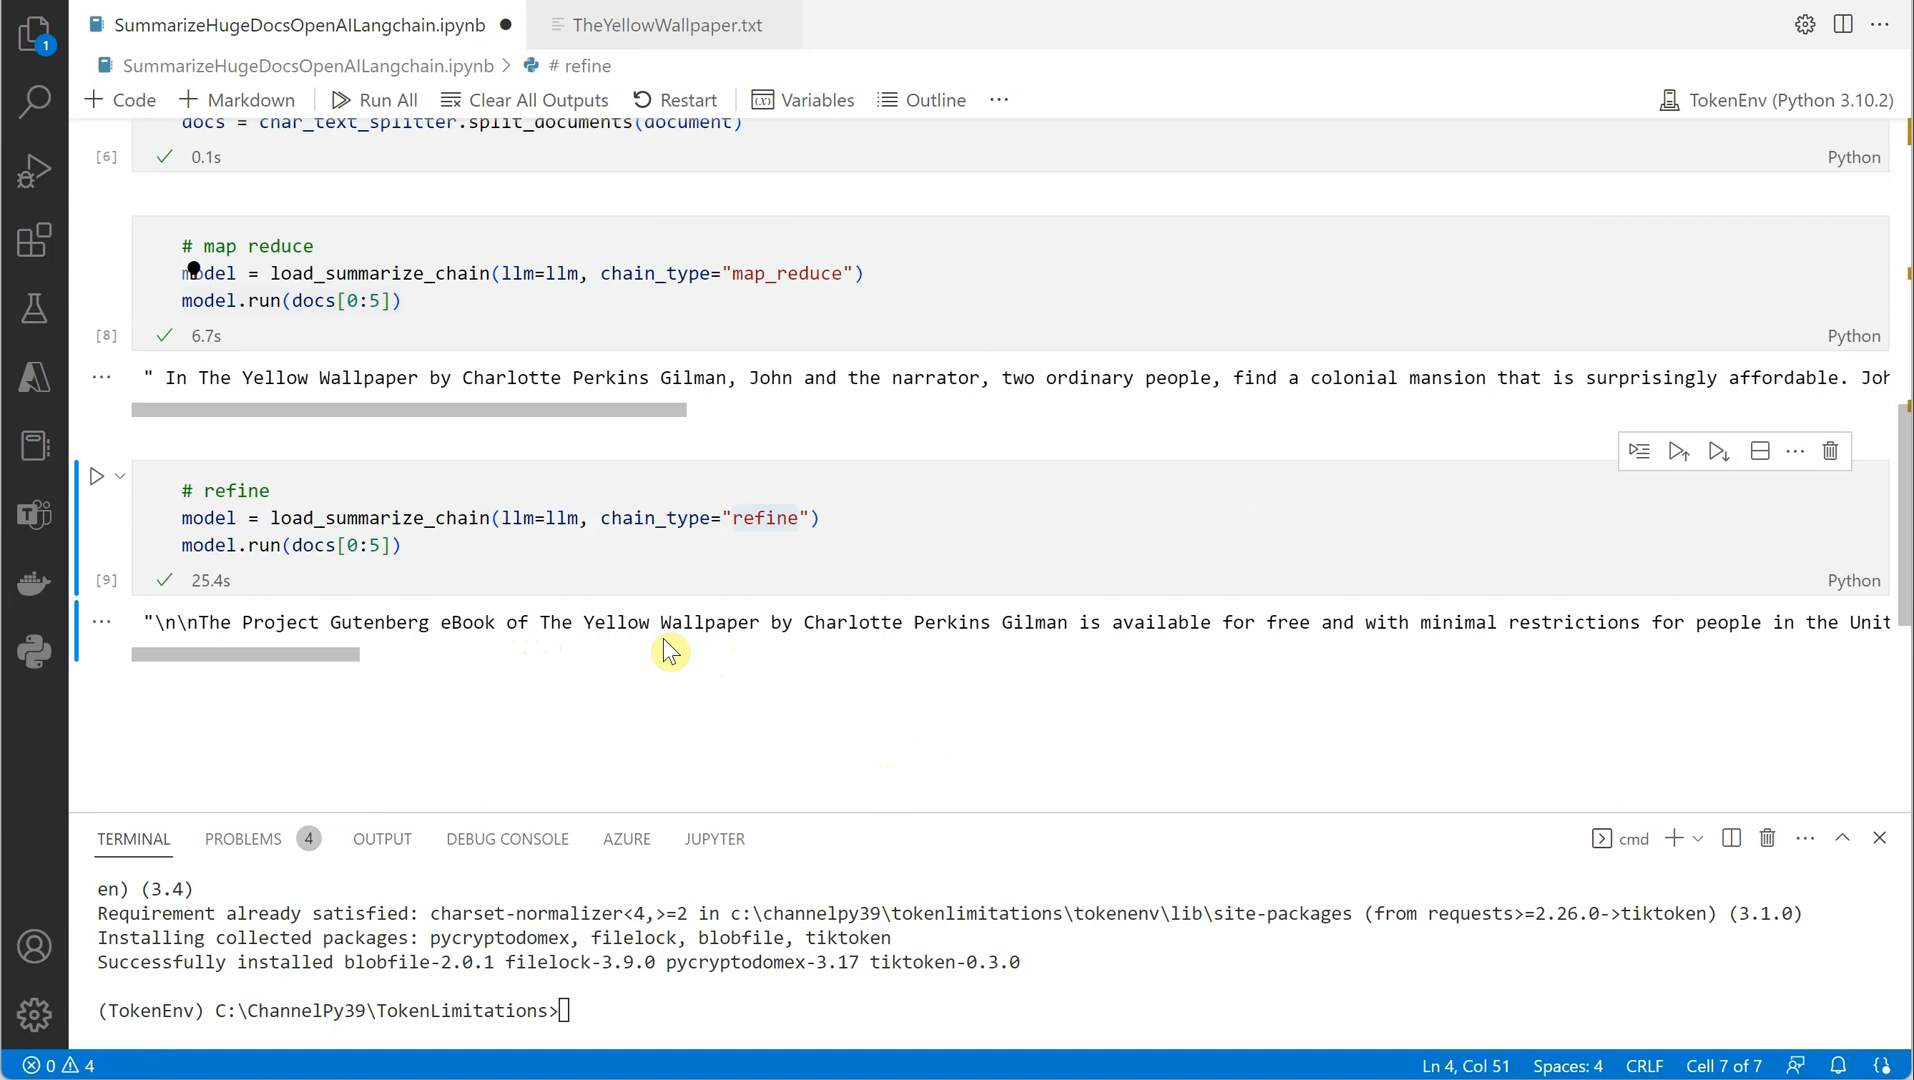 SummarizeHugeDocsOpenAILangchain.ipynb
TheYellowWallpaper.txt
1
SummarizeHugeDocsOpenAILangchain.ipynb > # refine
+ Code + Markdown Run All Clear All Outputs Restart Variables Outline ...
TokenEnv (Python 3.10.2)
docs = char_text_splitter.split_documents(document)
[6] ✓ 0.1s Python
# map reduce
model = load_summarize_chain(llm=llm, chain_type="map_reduce")
model.run(docs[0:5])
[8] ✓ 6.7s Python
... " In The Yellow Wallpaper by Charlotte Perkins Gilman, John and the narrator, two ordinary people, find a colonial mansion that is surprisingly affordable. Joh
# refine
model = load_summarize_chain(llm=llm, chain_type="refine")
model.run(docs[0:5])
[9] ✓ 25.4s Python
... "\n\nThe Project Gutenberg eBook of The Yellow Wallpaper by Charlotte Perkins Gilman is available for free and with minimal restrictions for people in the Unit
TERMINAL PROBLEMS 4 OUTPUT DEBUG CONSOLE AZURE JUPYTER
cmd
en) (3.4)
Requirement already satisfied: charset-normalizer<4,>=2 in c:\channelpy39\tokenlimitations\tokenenv\lib\site-packages (from requests>=2.26.0->tiktoken) (3.1.0)
Installing collected packages: pycryptodomex, filelock, blobfile, tiktoken
Successfully installed blobfile-2.0.1 filelock-3.9.0 pycryptodomex-3.17 tiktoken-0.3.0
(TokenEnv) C:\ChannelPy39\TokenLimitations>
0 4
Ln 4, Col 51 Spaces: 4 CRLF Cell 7 of 7